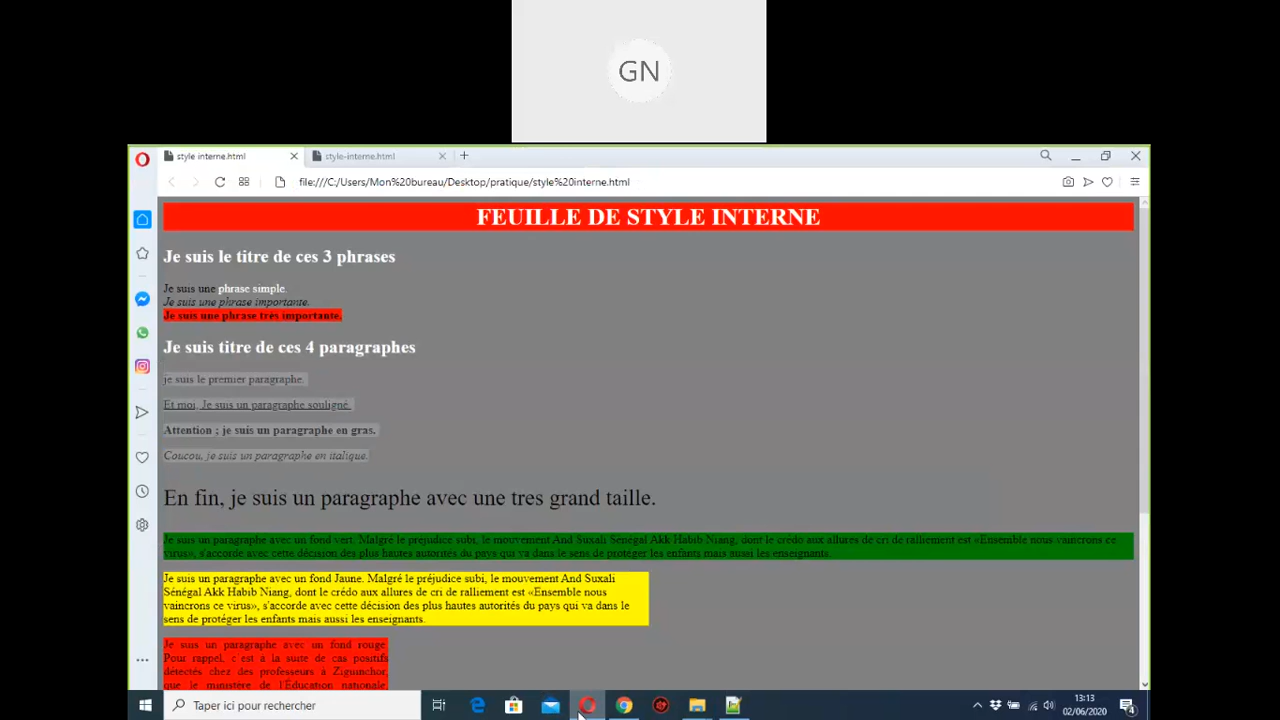 GN
style interne.html
style-interne.html
file:///C:/Users/Mon%20bureau/Desktop/pratique/style%20interne.html
FEUILLE DE STYLE INTERNE
Je suis le titre de ces 3 phrases
Je suis une phrase simple.
Je suis une phrase importante.
Je suis une phrase très importante.
Je suis titre de ces 4 paragraphes
je suis le premier paragraphe.
Et moi, Je suis un paragraphe souligné.
Attention ; je suis un paragraphe en gras.
Coucou, je suis un paragraphe en italique.
En fin, je suis un paragraphe avec une tres grand taille.
Je suis un paragraphe avec un fond vert. Malgré le préjudice subi, le mouvement And Suxali Sénégal Akk Habib Niang, dont le crédo aux allures de cri de ralliement est «Ensemble nous vaincrons ce
virus», s'accorde avec cette décision des plus hautes autorités du pays qui va dans le sens de protéger les enfants mais aussi les enseignants.
Je suis un paragraphe avec un fond Jaune. Malgré le préjudice subi, le mouvement And Suxali
Sénégal Akk Habib Niang, dont le crédo aux allures de cri de ralliement est «Ensemble nous
vaincrons ce virus», s'accorde avec cette décision des plus hautes autorités du pays qui va dans le
sens de protéger les enfants mais aussi les enseignants.
Je suis un paragraphe avec un fond rouge.
Pour rappel, c'est à la suite de cas positifs
détectés chez des professeurs à Ziguinchor,
que le ministère de l'Éducation nationale,
Taper ici pour rechercher
13:13
02/06/2020
4